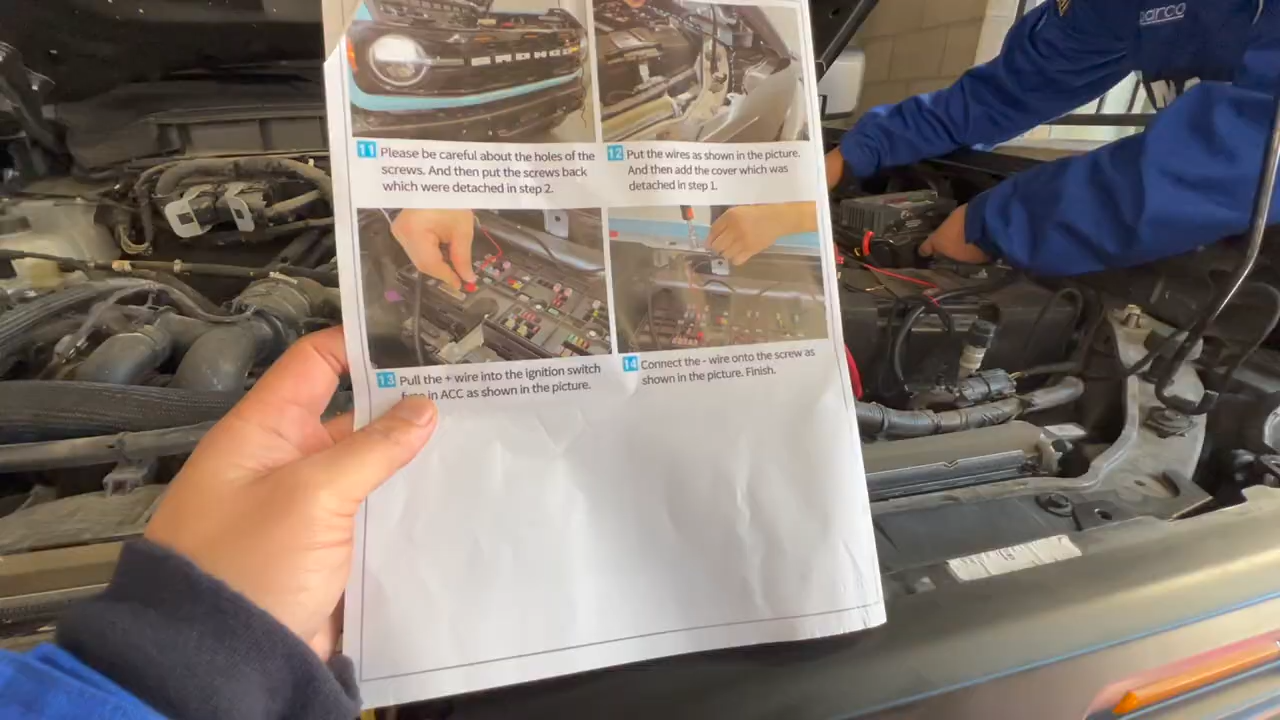 BRONCO
11 Please be careful about the holes of the
screws. And then put the screws back
which were detached in step 2.
12 Put the wires as shown in the picture.
And then add the cover which was
detached in step 1.
13 Pull the + wire into the ignition switch
fuse in ACC as shown in the picture.
14 Connect the - wire onto the screw as
shown in the picture. Finish.